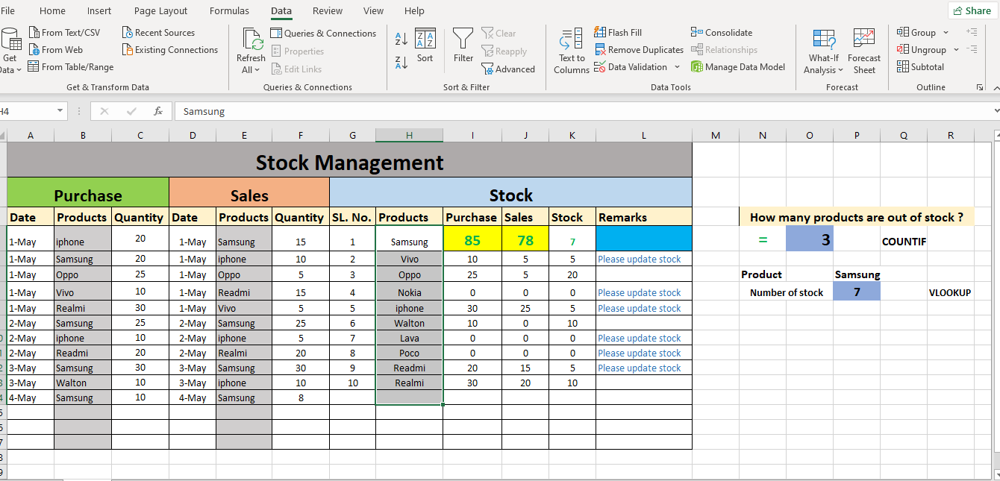 File Home Insert Page Layout Formulas Data Review View Help Share
From Text/CSV Recent Sources Queries & Connections Clear Flash Fill Consolidate Group
From Web Existing Connections Properties Reapply Remove Duplicates Relationships Ungroup
From Table/Range Edit Links Advanced Data Validation Manage Data Model Subtotal
Get Data Refresh All Sort Filter Text to Columns What-If Analysis Forecast Sheet
Get & Transform Data Queries & Connections Sort & Filter Data Tools Forecast Outline
H4 fx Samsung
A B C D E F G H I J K L M N O P Q R
Stock Management
Purchase Sales Stock
Date Products Quantity Date Products Quantity SL. No. Products Purchase Sales Stock Remarks How many products are out of stock ?
1-May iphone 20 1-May Samsung 15 1 Samsung 85 78 7 = 3 COUNTIF
1-May Samsung 20 1-May iphone 10 2 Vivo 10 5 5 Please update stock
1-May Oppo 25 1-May Oppo 5 3 Oppo 25 5 20 Product Samsung
1-May Vivo 10 1-May Readmi 15 4 Nokia 0 0 0 Please update stock Number of stock 7 VLOOKUP
1-May Realmi 30 1-May Vivo 5 5 iphone 30 25 5 Please update stock
2-May Samsung 25 2-May Samsung 25 6 Walton 10 0 10
2-May iphone 10 2-May iphone 5 7 Lava 0 0 0 Please update stock
2-May Readmi 20 2-May Realmi 20 8 Poco 0 0 0 Please update stock
3-May Samsung 30 3-May Samsung 30 9 Readmi 20 15 5 Please update stock
3-May Walton 10 3-May iphone 10 10 Realmi 30 20 10
4-May Samsung 10 4-May Samsung 8